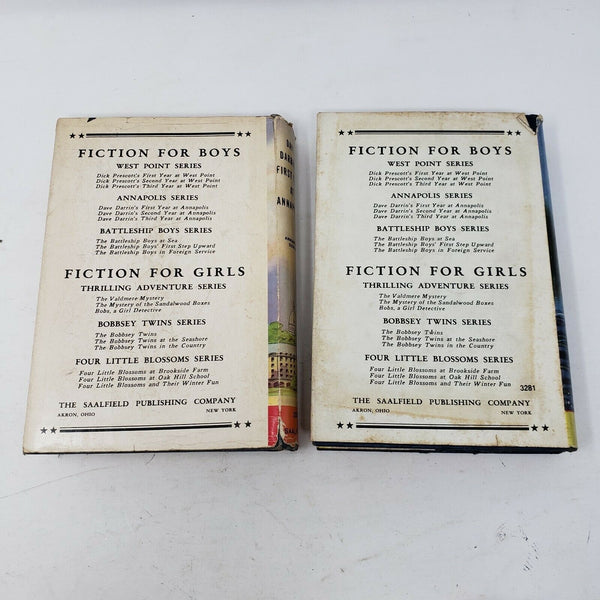 FICTION FOR BOYS
WEST POINT SERIES
Dick Prescott's First Year at West Point
Dick Prescott's Second Year at West Point
Dick Prescott's Third Year at West Point
ANNAPOLIS SERIES
Dave Darrin's First Year at Annapolis
Dave Darrin's Second Year at Annapolis
Dave Darrin's Third Year at Annapolis
BATTLESHIP BOYS SERIES
The Battleship Boys at Sea
The Battleship Boys' First Step Upward
The Battleship Boys in Foreign Service
FICTION FOR GIRLS
THRILLING ADVENTURE SERIES
The Valdmere Mystery
The Mystery of the Sandalwood Boxes
Bobs, a Girl Detective
BOBBSEY TWINS SERIES
The Bobbsey Twins
The Bobbsey Twins at the Seashore
The Bobbsey Twins in the Country
FOUR LITTLE BLOSSOMS SERIES
Four Little Blossoms at Brookside Farm
Four Little Blossoms at Oak Hill School
Four Little Blossoms and Their Winter Fun
THE SAALFIELD PUBLISHING COMPANY
AKRON, OHIO NEW YORK
DARR
FIRST
ANNA
FICTION FOR BOYS
WEST POINT SERIES
Dick Prescott's First Year at West Point
Dick Prescott's Second Year at West Point
Dick Prescott's Third Year at West Point
ANNAPOLIS SERIES
Dave Darrin's First Year at Annapolis
Dave Darrin's Second Year at Annapolis
Dave Darrin's Third Year at Annapolis
BATTLESHIP BOYS SERIES
The Battleship Boys at Sea
The Battleship Boys' First Step Upward
The Battleship Boys in Foreign Service
FICTION FOR GIRLS
THRILLING ADVENTURE SERIES
The Valdmere Mystery
The Mystery of the Sandalwood Boxes
Bobs, a Girl Detective
BOBBSEY TWINS SERIES
The Bobbsey Twins
The Bobbsey Twins at the Seashore
The Bobbsey Twins in the Country
FOUR LITTLE BLOSSOMS SERIES
Four Little Blossoms at Brookside Farm
Four Little Blossoms at Oak Hill School
Four Little Blossoms and Their Winter Fun
3281
THE SAALFIELD PUBLISHING COMPANY
AKRON, OHIO NEW YORK